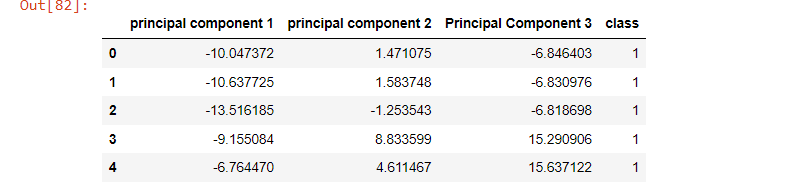 Out[82]:
principal component 1 principal component 2 Principal Component 3 class
0 -10.047372 1.471075 -6.846403 1
1 -10.637725 1.583748 -6.830976 1
2 -13.516185 -1.253543 -6.818698 1
3 -9.155084 8.833599 15.290906 1
4 -6.764470 4.611467 15.637122 1